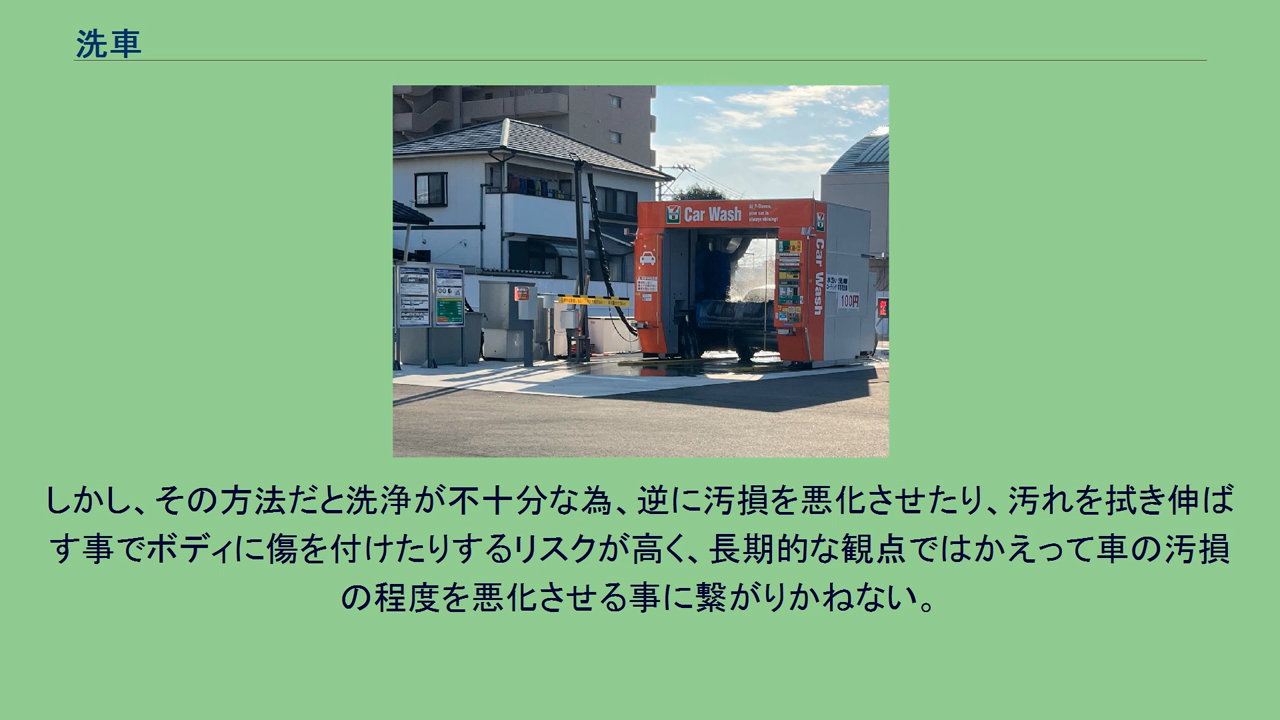 洗車
Car Wash
Car Wash
100円
しかし、その方法だと洗浄が不十分な為、逆に汚損を悪化させたり、汚れを拭き伸ば
す事でボディに傷を付けたりするリスクが高く、長期的な観点ではかえって車の汚損
の程度を悪化させる事に繋がりかねない。